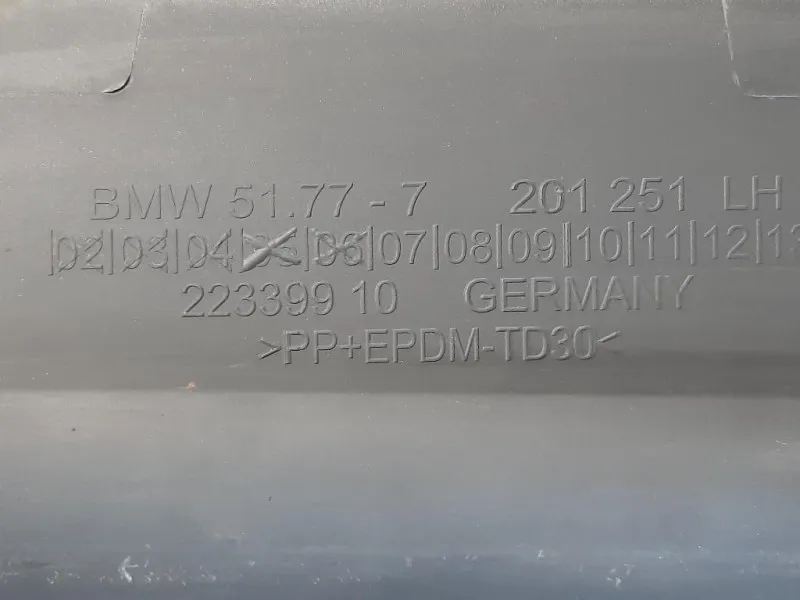 BMW 51.77 - 7 201 251 LH
|02|03|04|05|06|07|08|09|10|11|12|13
223399 10 GERMANY
>PP+EPDM-TD30<